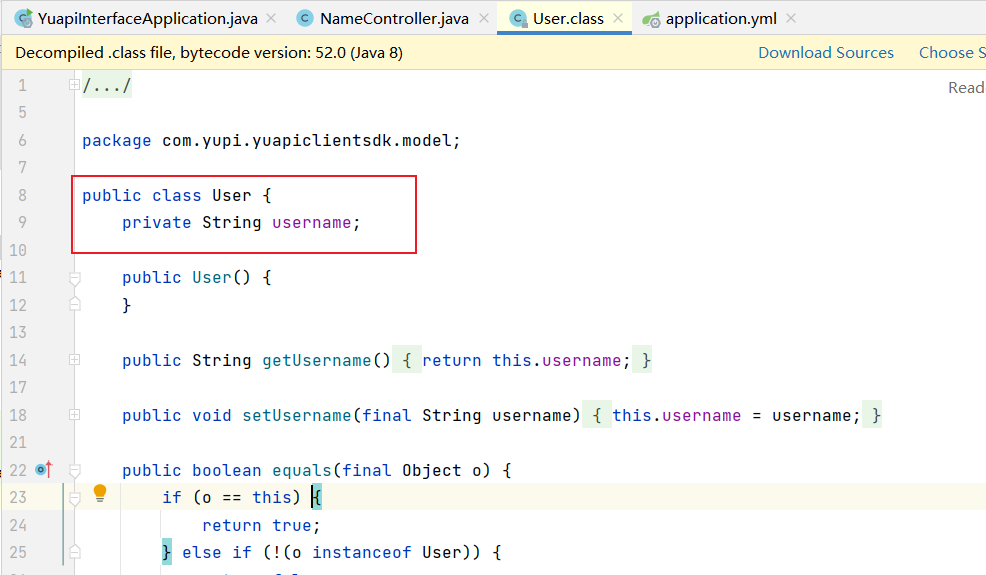 YuapiInterfaceApplication.java NameController.java User.class application.yml
Decompiled .class file, bytecode version: 52.0 (Java 8) Download Sources Choose S
1 /.../ Read
5
6 package com.yupi.yuapiclientsdk.model;
7
8 public class User {
9 private String username;
10
11 public User() {
12 }
13
14 public String getUsername() { return this.username; }
17
18 public void setUsername(final String username) { this.username = username; }
21
22 public boolean equals(final Object o) {
23 if (o == this) {
24 return true;
25 } else if (!(o instanceof User)) {